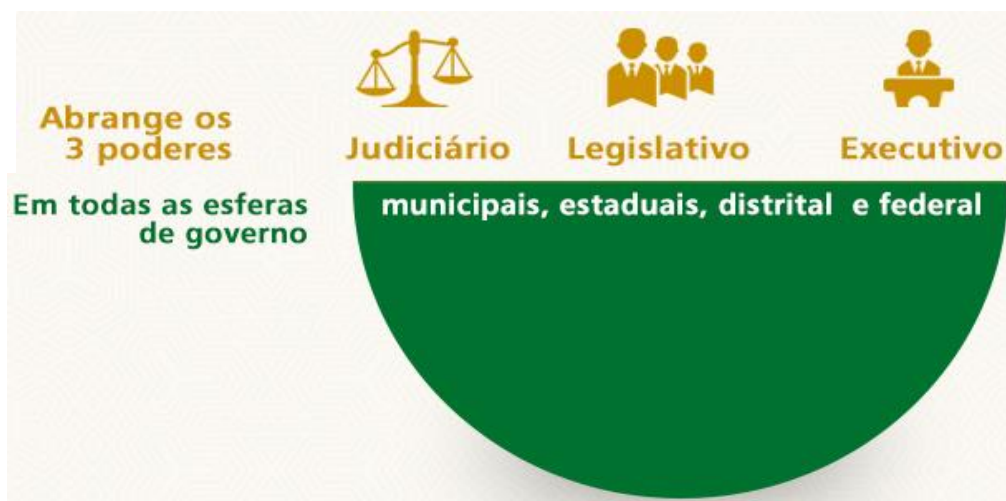 Abrange os
3 poderes
Judiciário
Legislativo
Executivo
Em todas as esferas
de governo
municipais, estaduais, distrital e federal